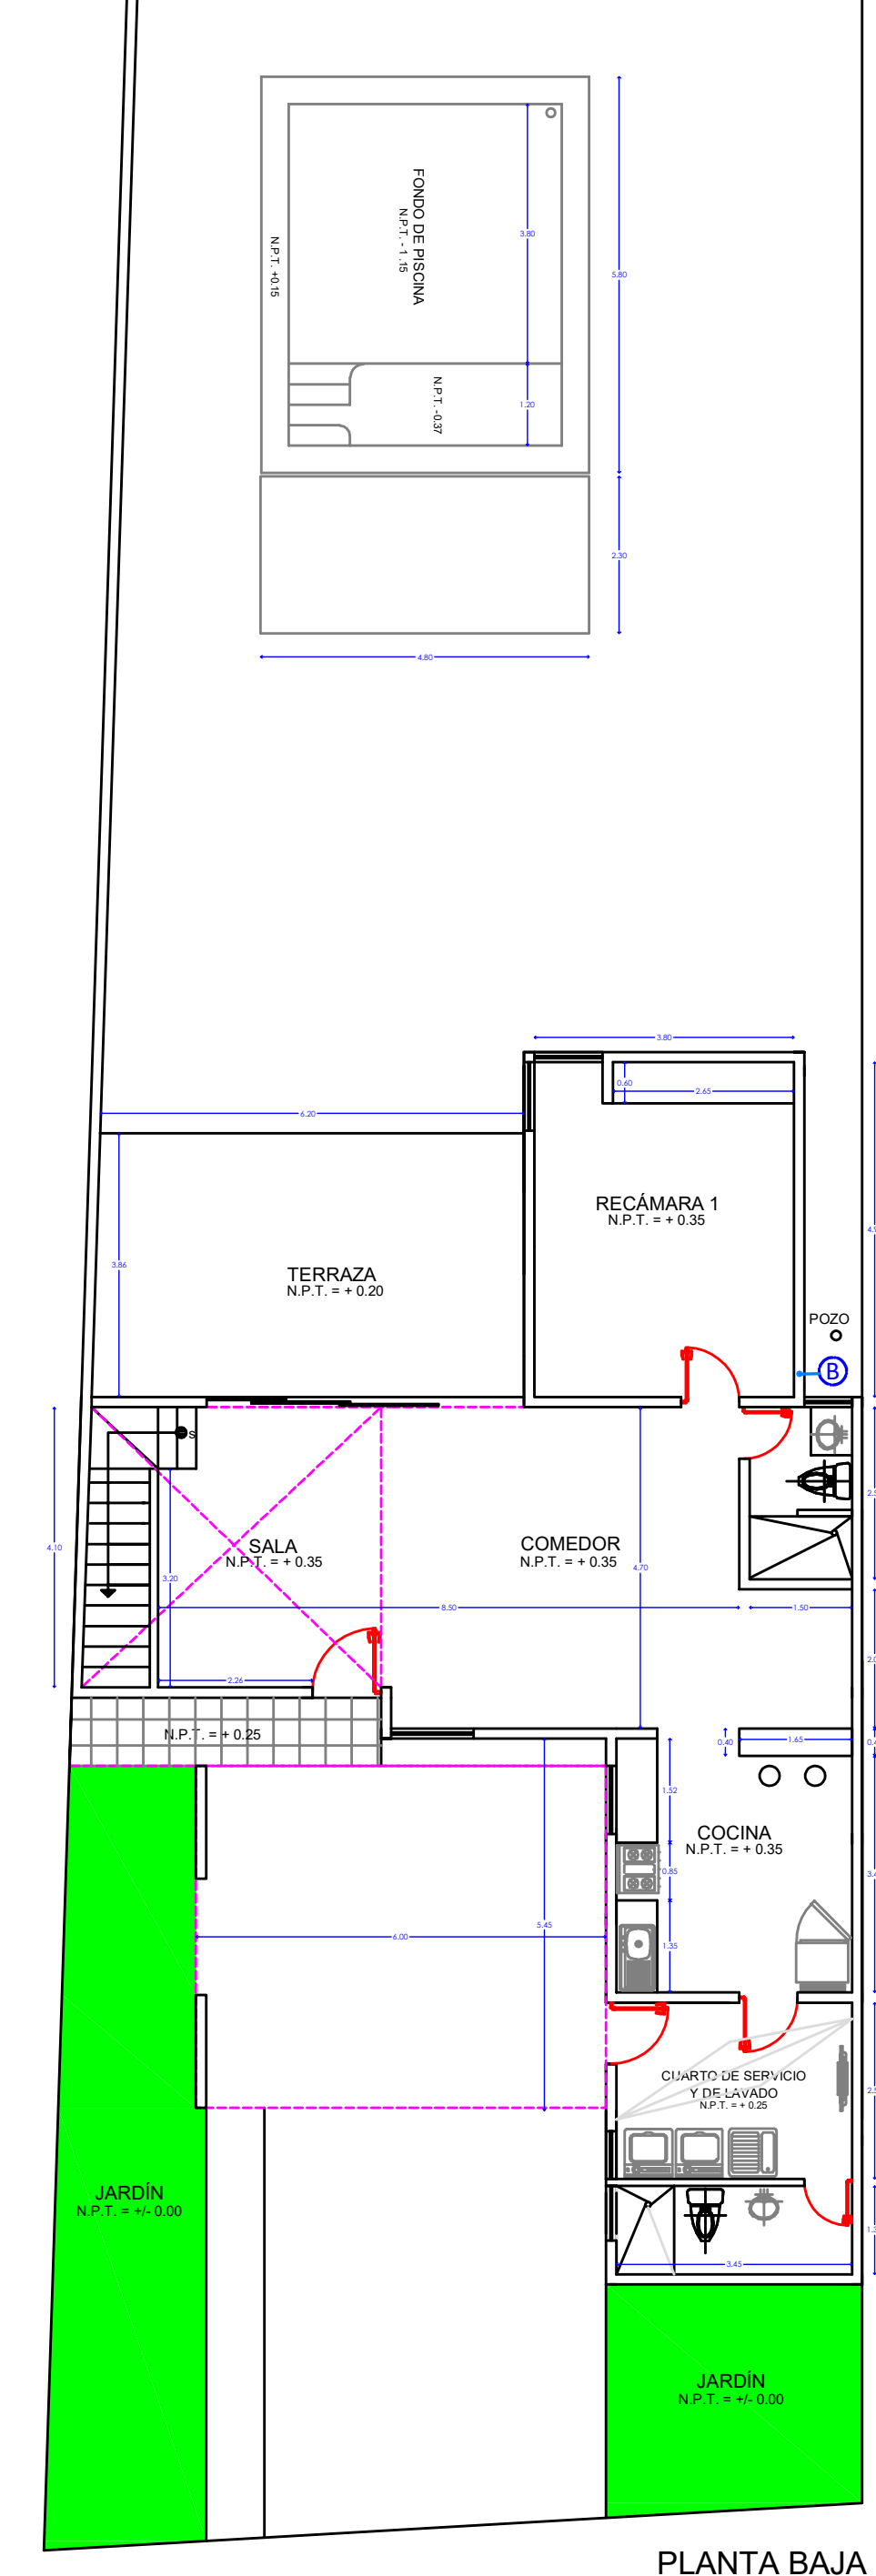 FONDO DE PISCINA
N.P.T. - 1 .15
N.P.T. +0.15
3.80
5.80
N.P.T. -0.37
1.20
2.30
4.80
3.80
0.60
2.65
6.20
RECÁMARA 1
N.P.T. = + 0.35
3.86
TERRAZA
N.P.T. = + 0.20
POZO
B
S
4.10
SALA
N.P.T. = + 0.35
COMEDOR
N.P.T. = + 0.35
4.70
3.20
8.50
1.50
2.26
N.P.T. = + 0.25
0.40
1.65
1.52
COCINA
N.P.T. = + 0.35
0.85
1.35
5.45
6.00
CUARTO DE SERVICIO
Y DE LAVADO
N.P.T. = + 0.25
JARDÍN
N.P.T. = +/- 0.00
3.45
JARDÍN
N.P.T. = +/- 0.00
PLANTA BAJA